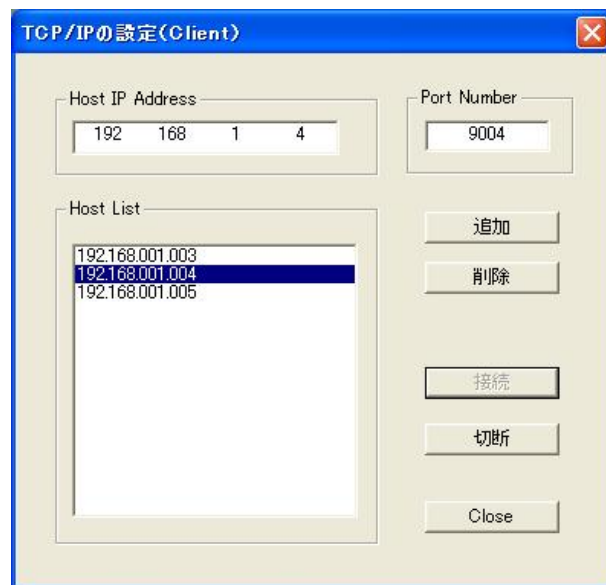 TCP/IPの設定(Client)
Host IP Address
192 168 1 4
Port Number
9004
Host List
192.168.001.003
192.168.001.004
192.168.001.005
追加
削除
接続
切断
Close